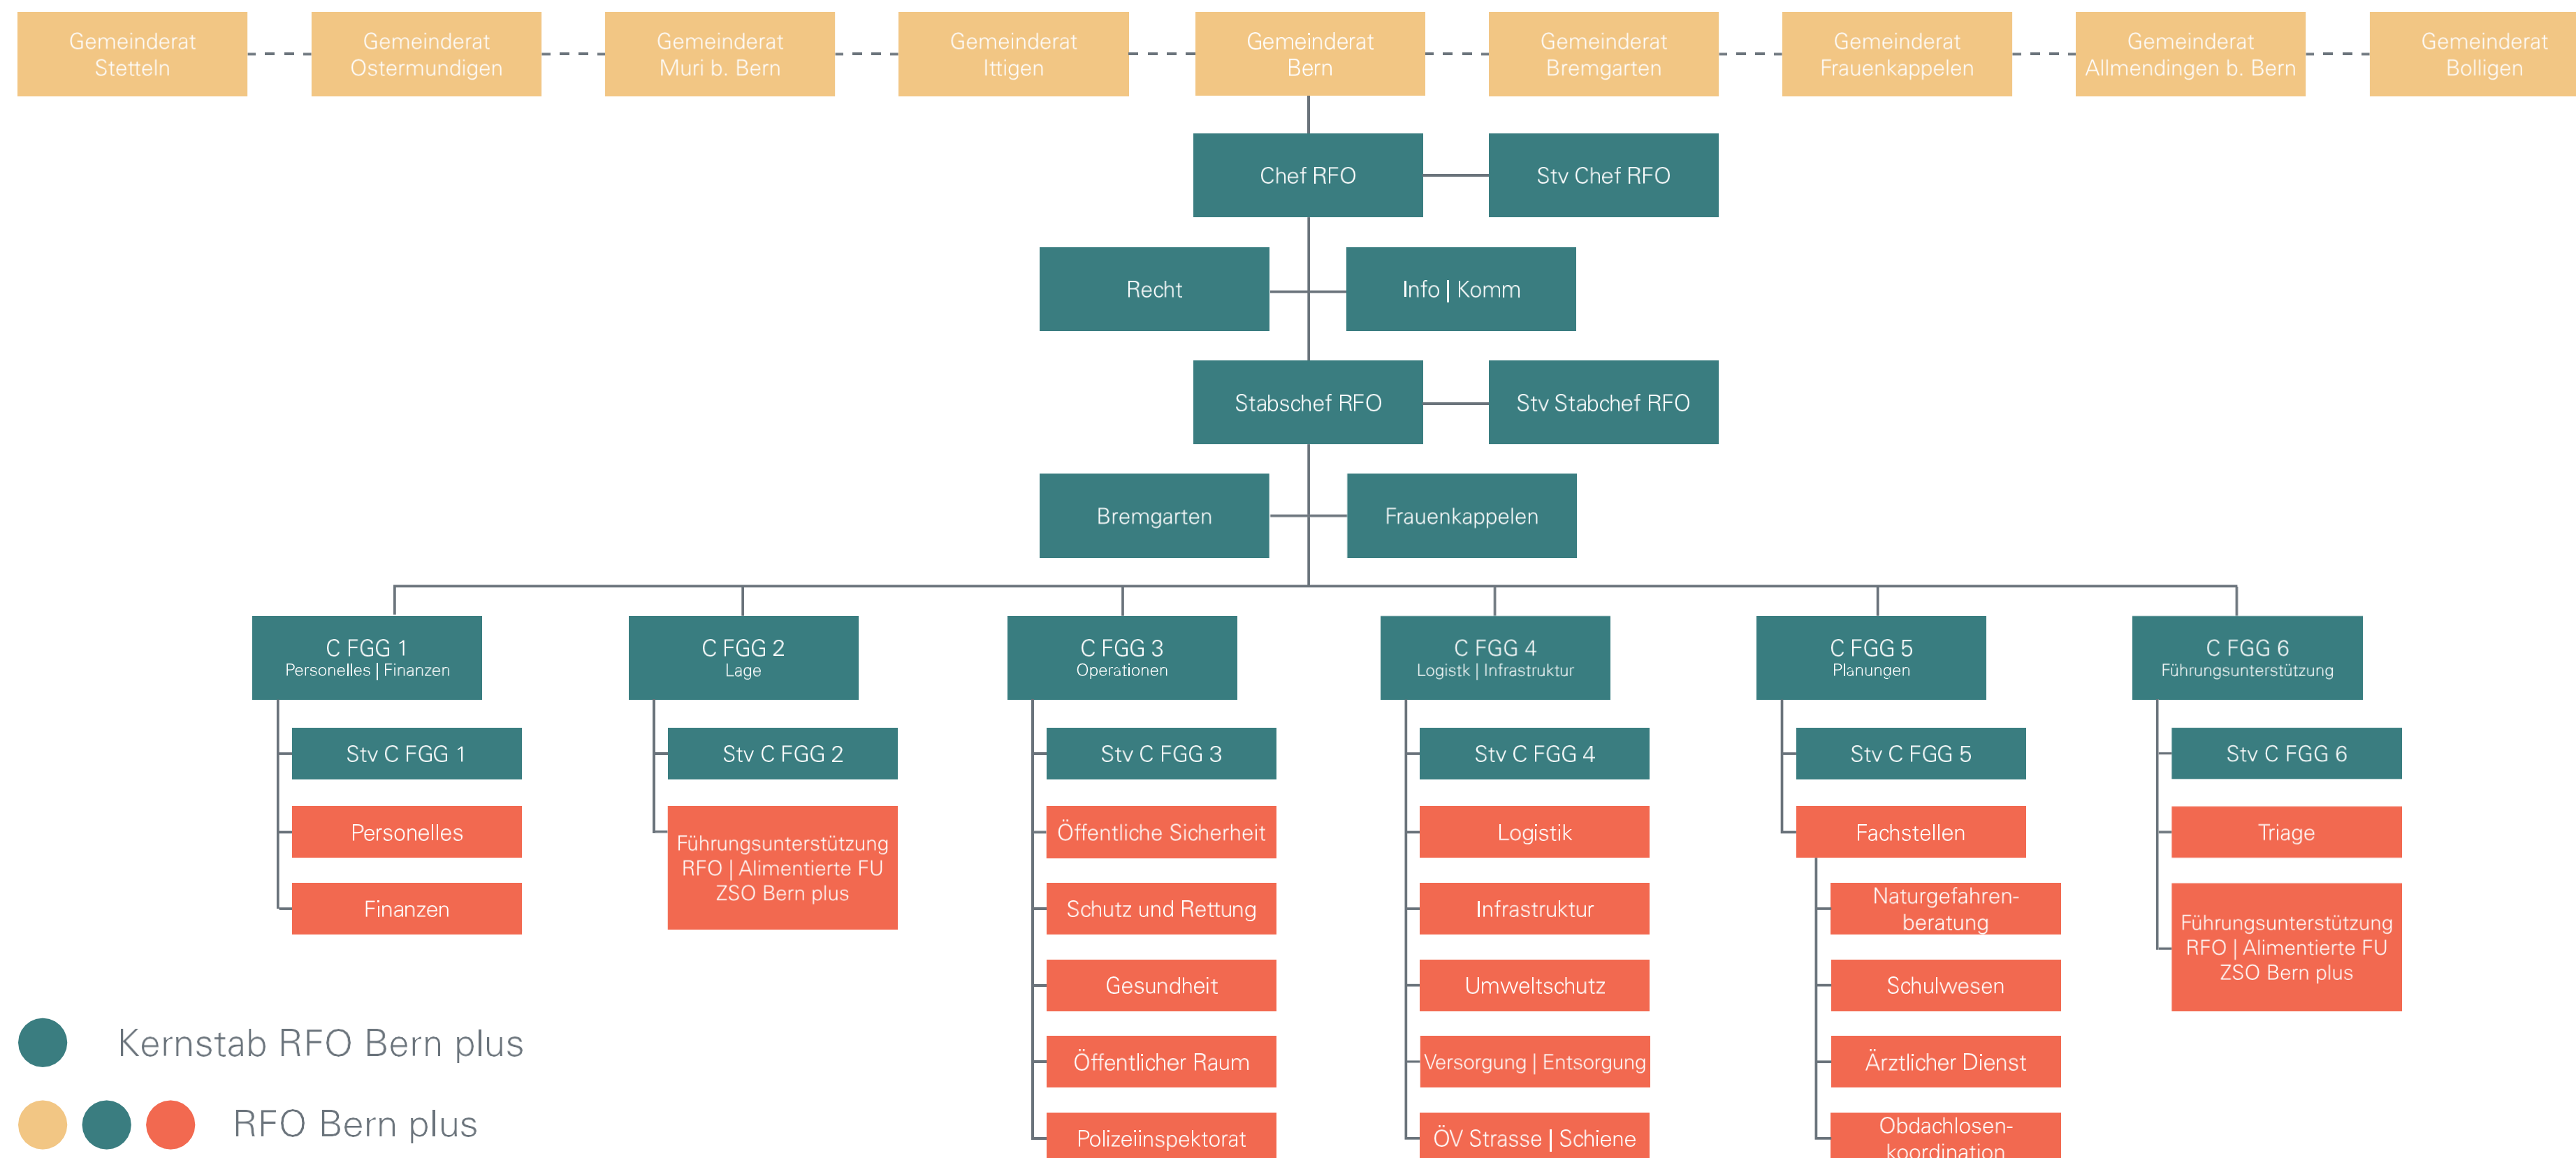 Gemeinderat
Stetteln
Gemeinderat
Ostermundigen
Gemeinderat
Muri b. Bern
Gemeinderat
Ittigen
Gemeinderat
Bern
Gemeinderat
Bremgarten
Gemeinderat
Frauenkappelen
Gemeinderat
Allmendingen b. Bern
Gemeinderat
Bolligen
Chef RFO
Stv Chef RFO
Recht
Info | Komm
Stabschef RFO
Stv Stabchef RFO
Bremgarten
Frauenkappelen
C FGG 1
Personelles | Finanzen
Stv C FGG 1
Personelles
Finanzen
C FGG 2
Lage
Stv C FGG 2
Führungsunterstützung
RFO | Alimentierte FU
ZSO Bern plus
C FGG 3
Operationen
Stv C FGG 3
Öffentliche Sicherheit
Schutz und Rettung
Gesundheit
Öffentlicher Raum
Polizeiinspektorat
C FGG 4
Logistk | Infrastruktur
Stv C FGG 4
Logistik
Infrastruktur
Umweltschutz
Versorgung | Entsorgung
ÖV Strasse | Schiene
C FGG 5
Planungen
Stv C FGG 5
Fachstellen
Naturgefahren-
beratung
Schulwesen
Ärztlicher Dienst
Obdachlosen-
koordination
C FGG 6
Führungsunterstützung
Stv C FGG 6
Triage
Führungsunterstützung
RFO | Alimentierte FU
ZSO Bern plus
Kernstab RFO Bern plus
RFO Bern plus